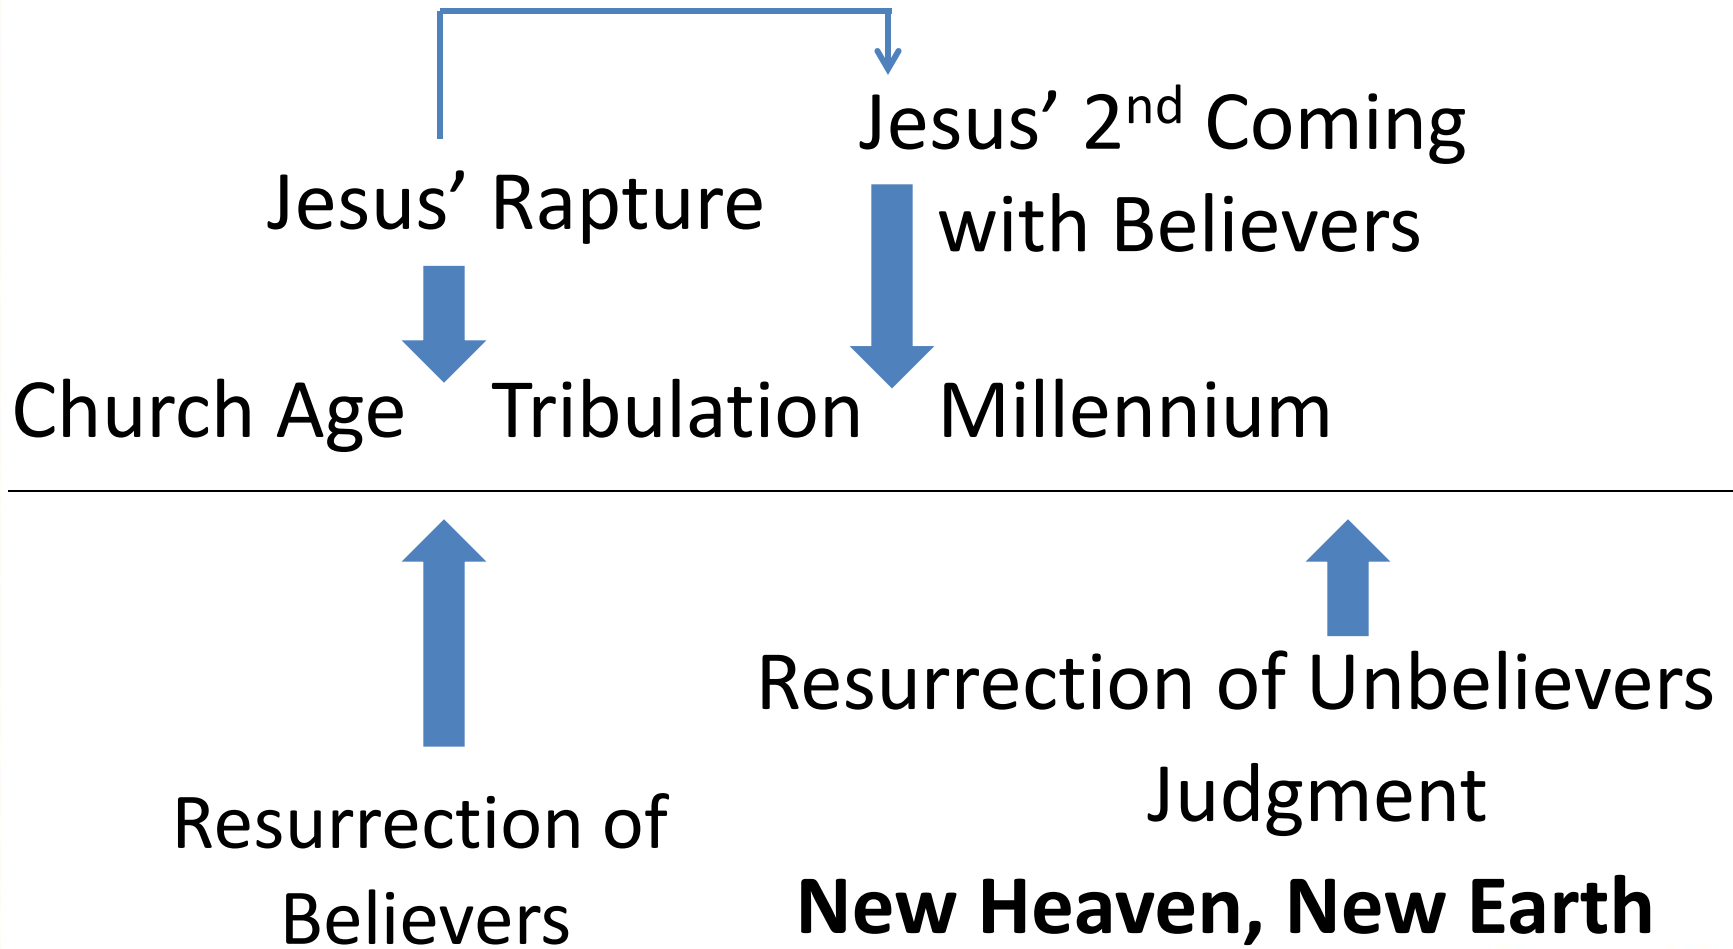 Jesus’ 2nd Coming
with Believers
Jesus’ Rapture
Church Age
Tribulation
Millennium
Resurrection of
Believers
Resurrection of Unbelievers
Judgment
New Heaven, New Earth